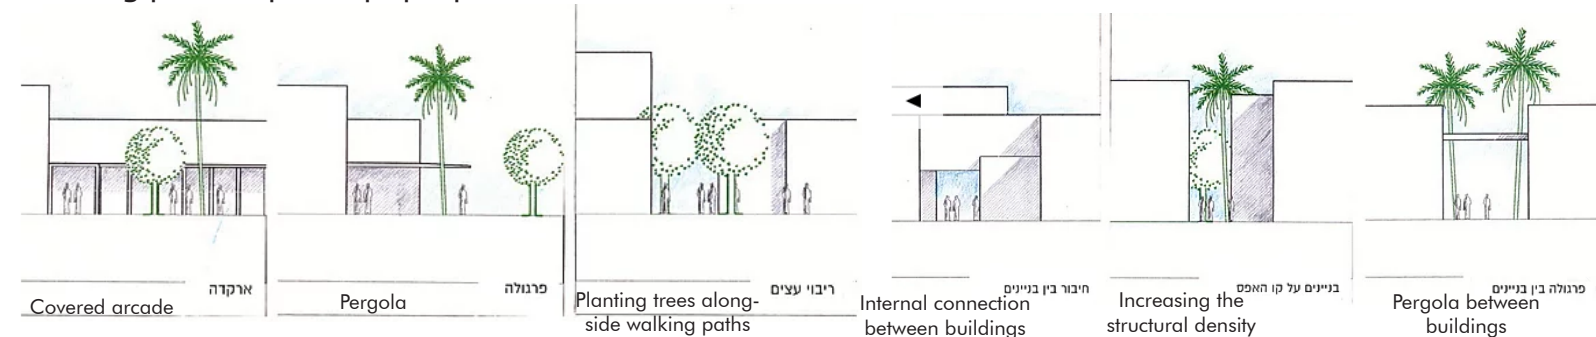 ארקדה
Covered arcade
פרגולה
Pergola
ריבוי עצים
Planting trees along-
side walking paths
חיבור בין בניינים
Internal connection
between buildings
בניינים על קו האפס
Increasing the
structural density
פרגולה בין בניינים
Pergola between
buildings